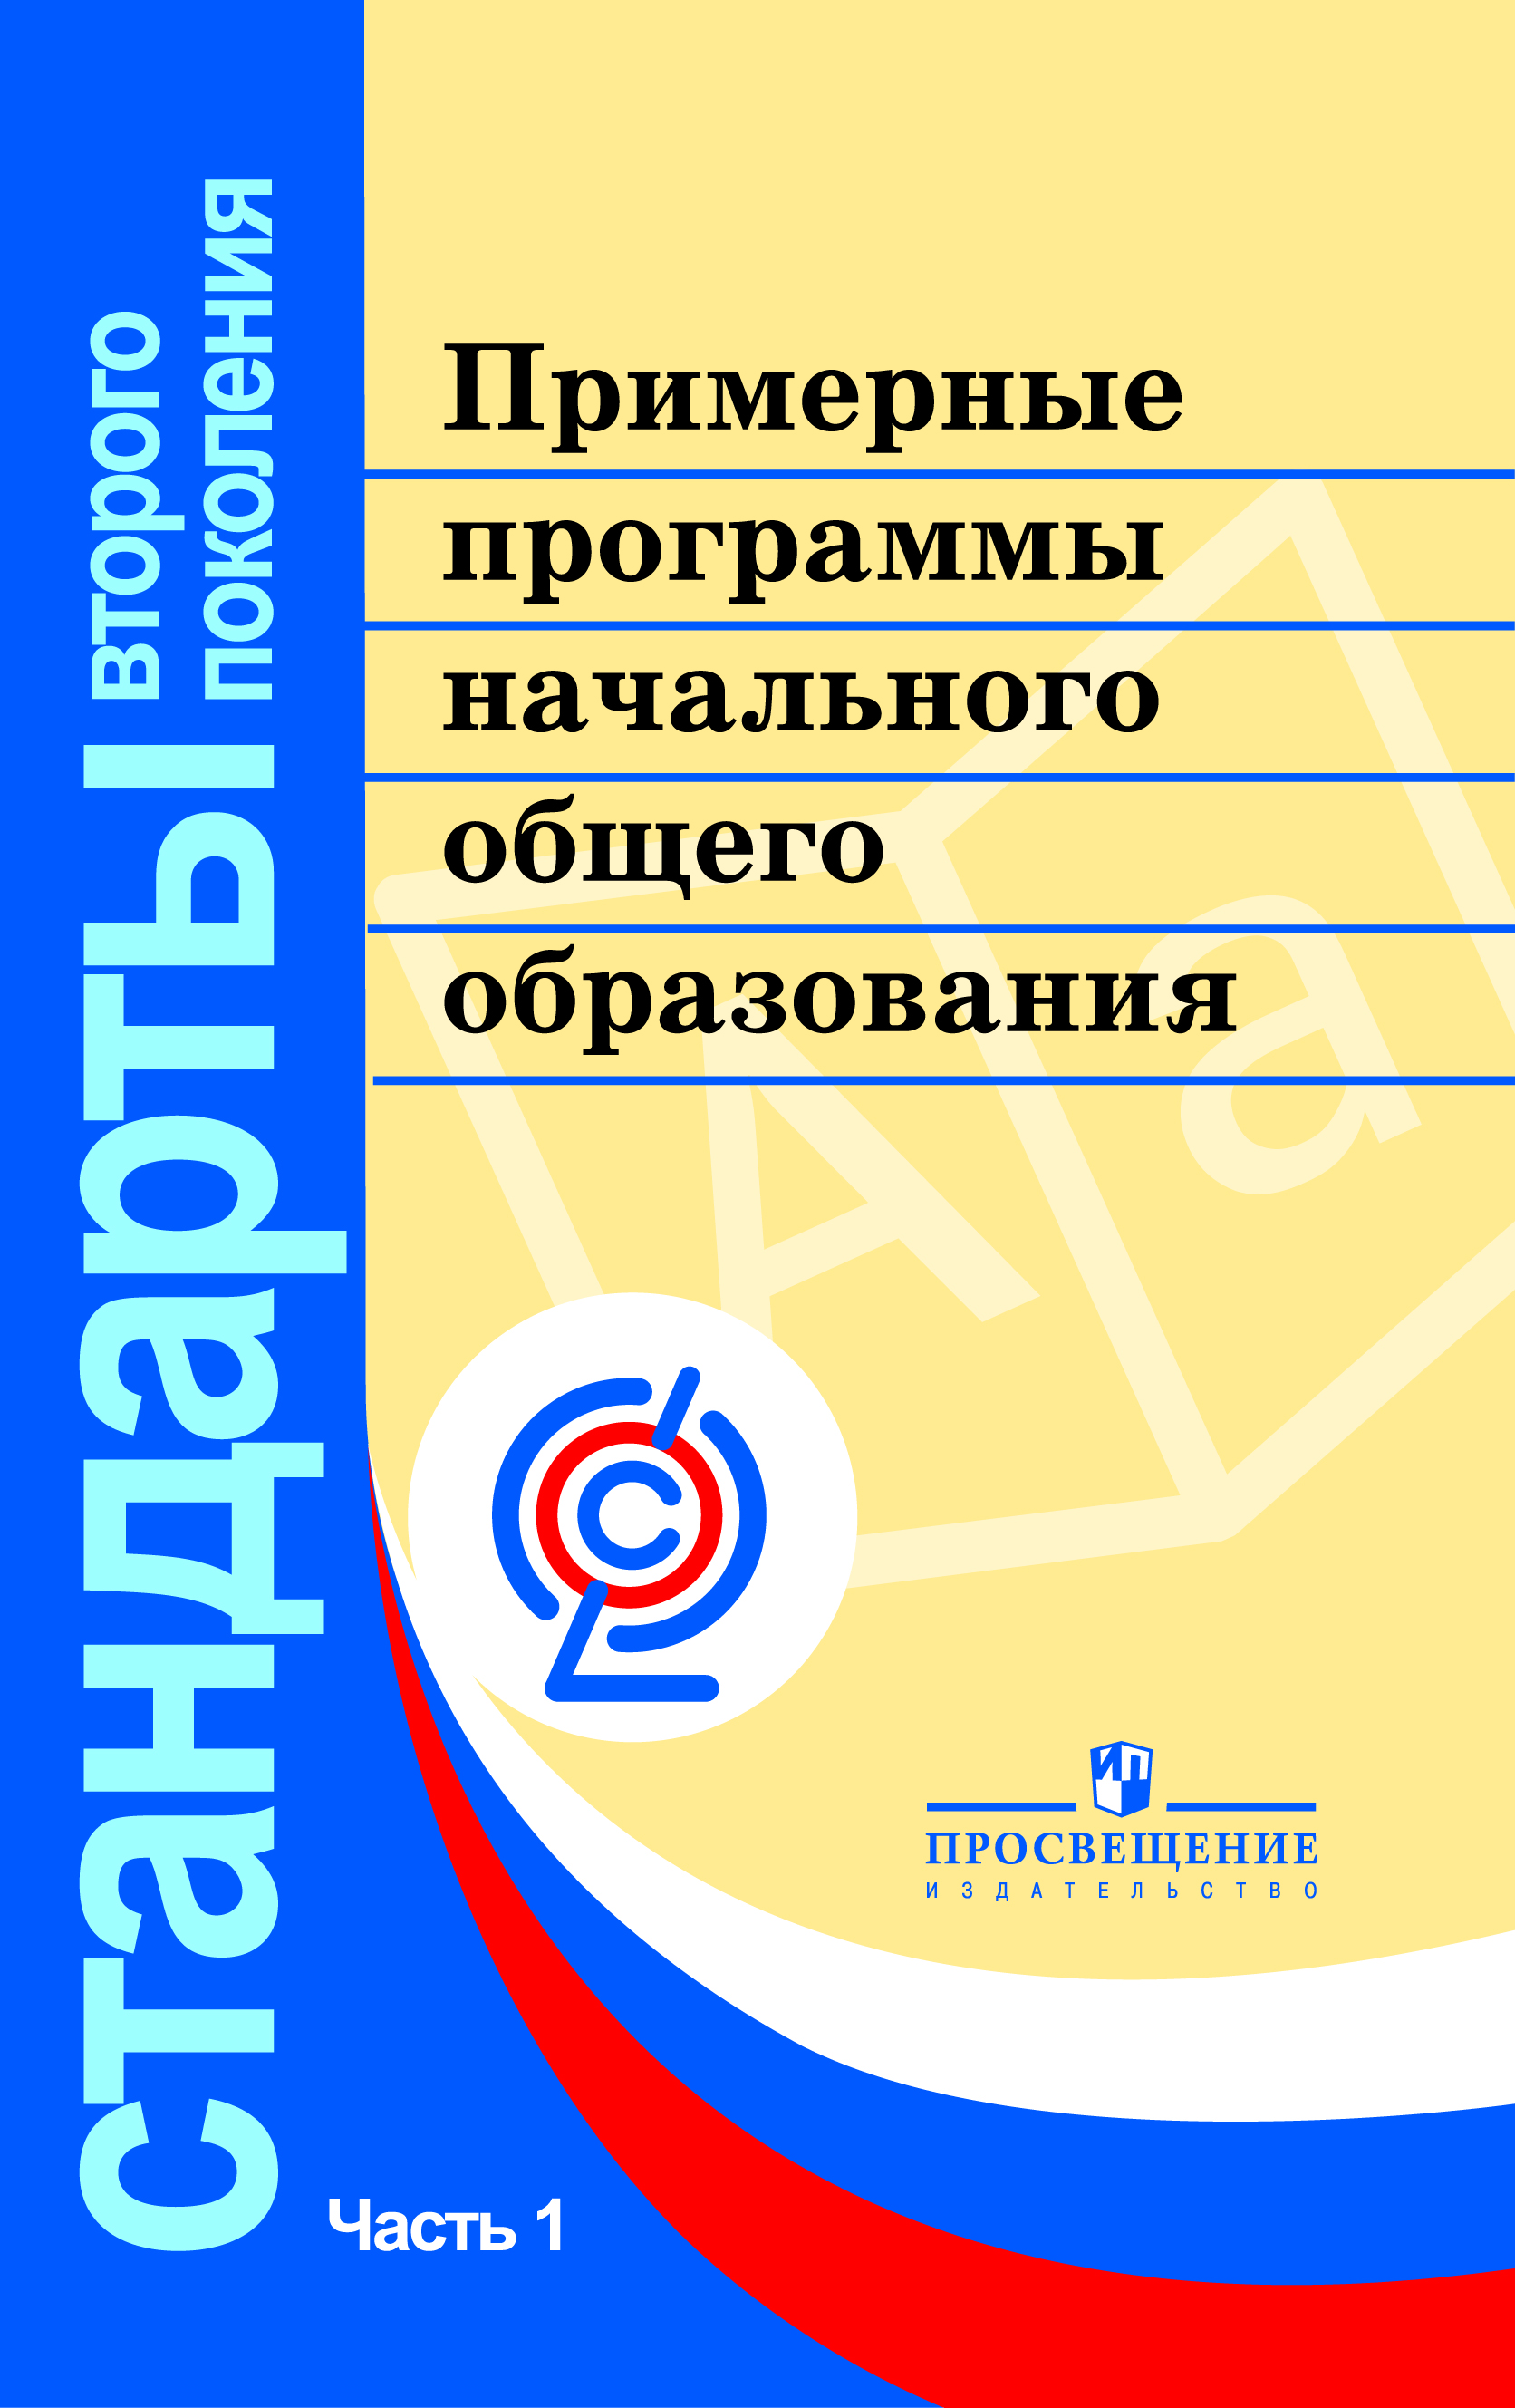 Стандарты
второго
поколения
Примерные
программы
начального
общего
образования
А а
С
ИП
ПРОСВЕЩЕНИЕ
ИЗДАТЕЛЬСТВО
Часть 1